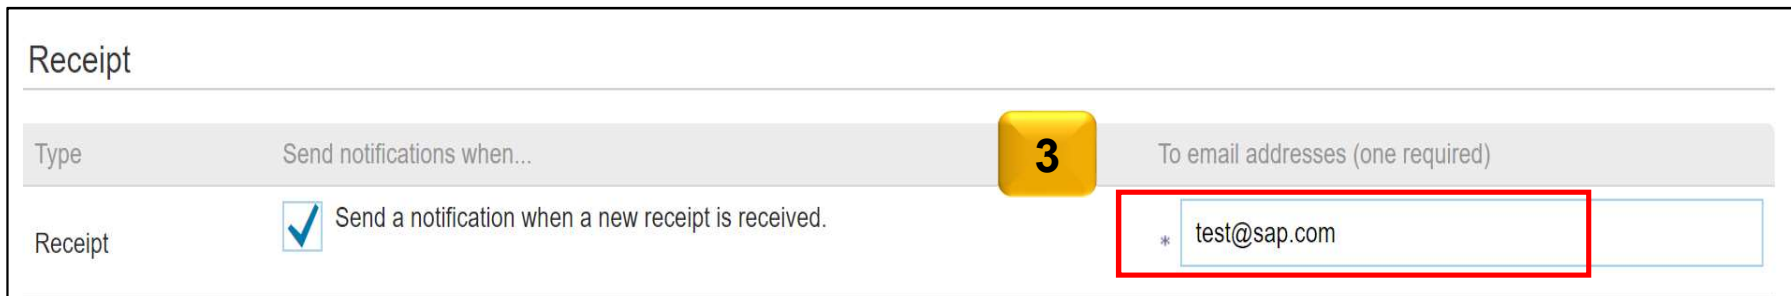 Receipt
Type Send notifications when... 3 To email addresses (one required)
Receipt Send a notification when a new receipt is received. * test@sap.com